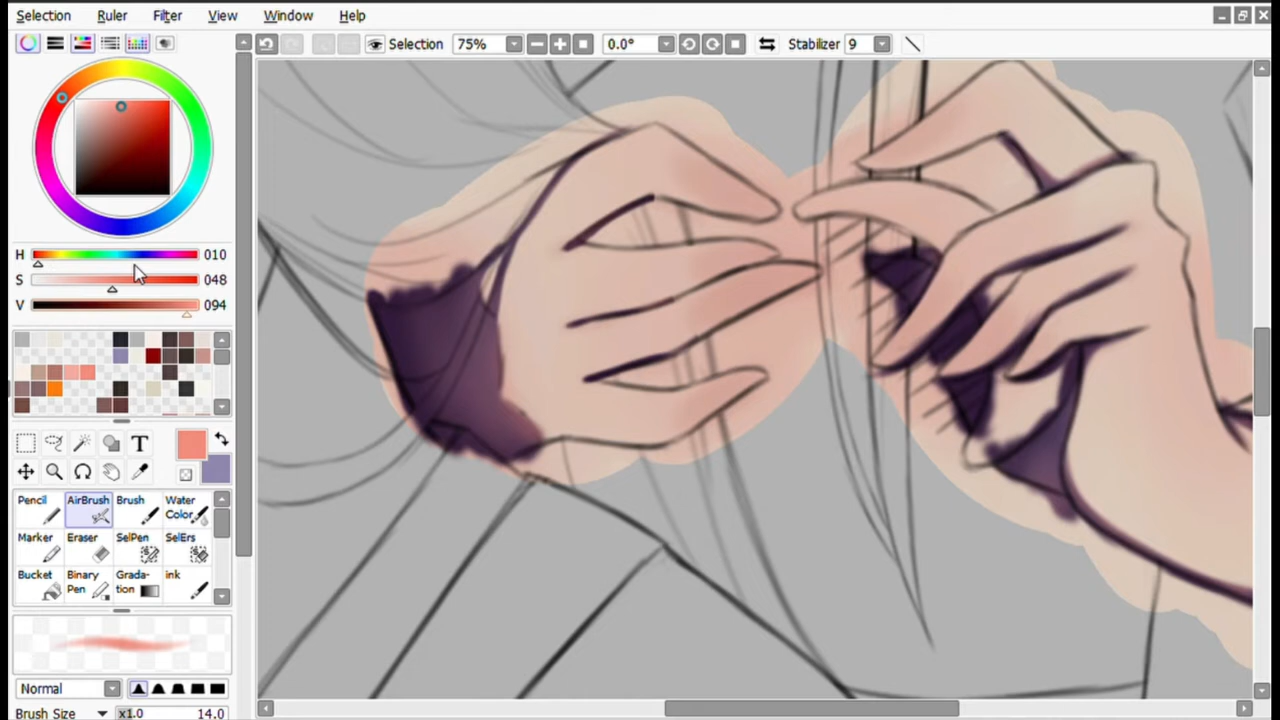 Selection Ruler Filter View Window Help
Selection 75% 0.0° Stabilizer 9
H 010
S 048
V 094
T
Pencil AirBrush Brush Water Color
Marker Eraser SelPen SelErs
Bucket Binary Pen Grada-tion ink
Normal
Brush Size x1.0 14.0